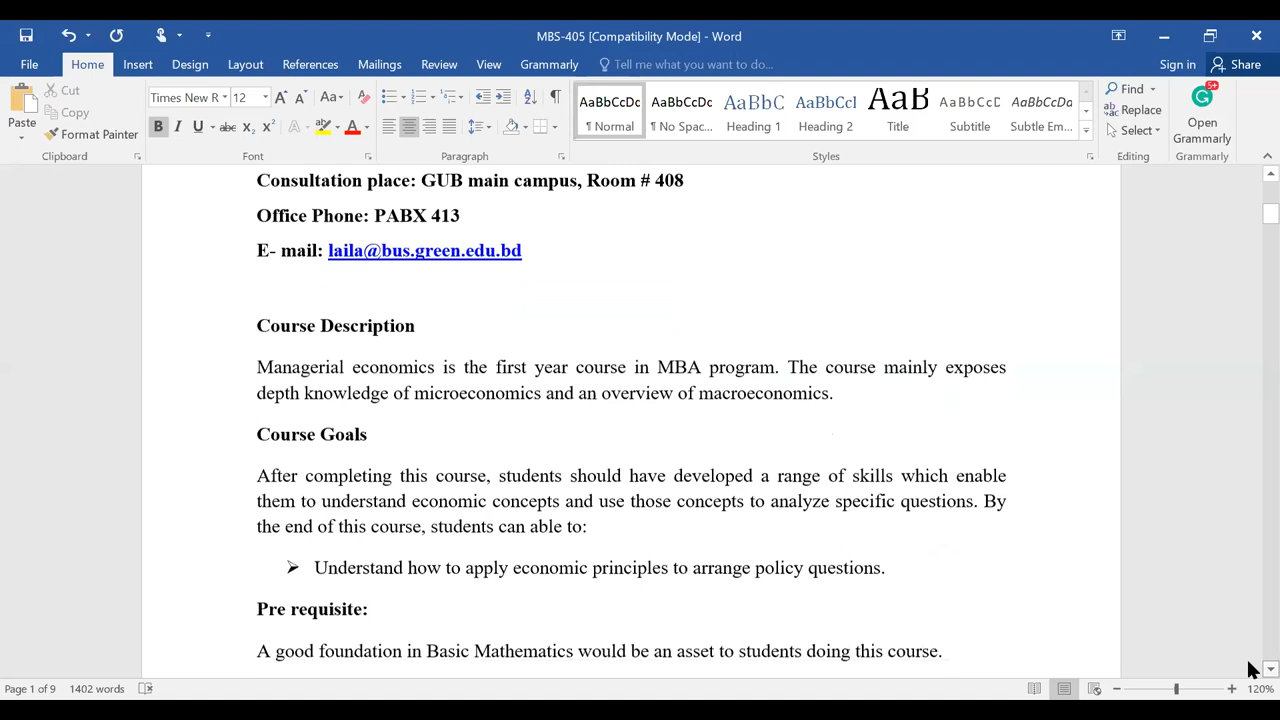 MBS-405 [Compatibility Mode] - Word
File Home Insert Design Layout References Mailings Review View Grammarly Tell me what you want to do... Sign in Share
Paste
Cut
Copy
Format Painter
Clipboard
Times New R 12
Font
Paragraph
AaBbCcDc AaBbCcDc AaBbC AaBbCcl AaB AaBbCcD AaBbCcDa
¶ Normal ¶ No Spac... Heading 1 Heading 2 Title Subtitle Subtle Em...
Styles
Find
Replace
Select
Editing
5+
Open
Grammarly
Grammarly
Consultation place: GUB main campus, Room # 408
Office Phone: PABX 413
E- mail: laila@bus.green.edu.bd
Course Description
Managerial economics is the first year course in MBA program. The course mainly exposes
depth knowledge of microeconomics and an overview of macroeconomics.
Course Goals
After completing this course, students should have developed a range of skills which enable
them to understand economic concepts and use those concepts to analyze specific questions. By
the end of this course, students can able to:
➢ Understand how to apply economic principles to arrange policy questions.
Pre requisite:
A good foundation in Basic Mathematics would be an asset to students doing this course.
Page 1 of 9 1402 words 120%